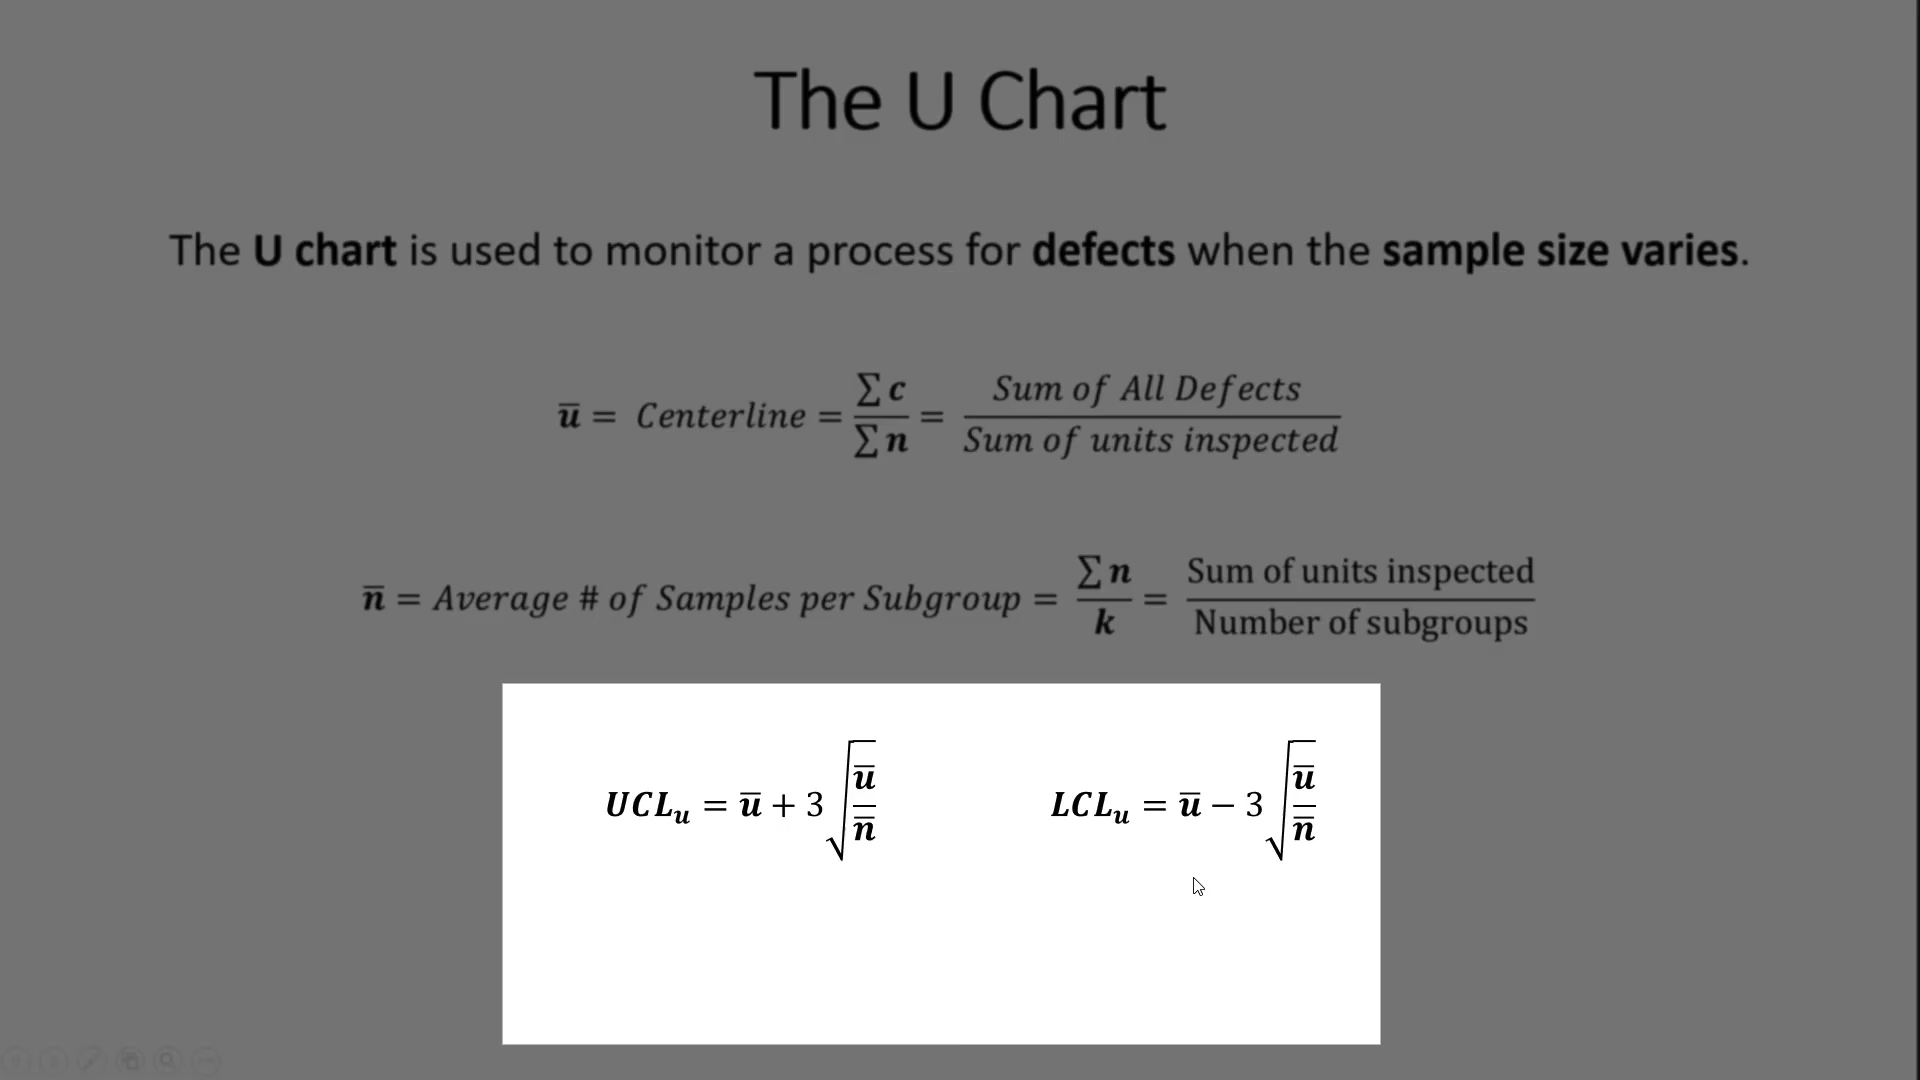 The U Chart
The U chart is used to monitor a process for defects when the sample size varies.
u̅ = Centerline = ∑c / ∑n = Sum of All Defects / Sum of units inspected
n̅ = Average # of Samples per Subgroup = ∑n / k = Sum of units inspected / Number of subgroups
UCLᵤ = u̅ + 3√(u̅ / n̅) LCLᵤ = u̅ − 3√(u̅ / n̅)